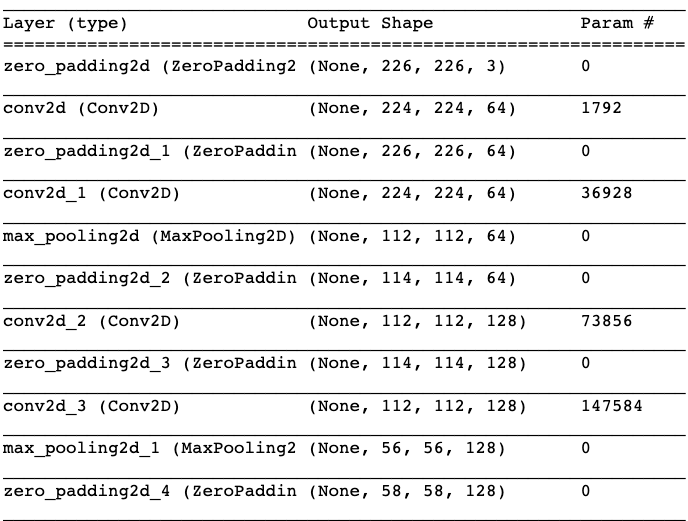 Layer (type) Output Shape Param #
=================================================================
zero_padding2d (ZeroPadding2 (None, 226, 226, 3) 0
conv2d (Conv2D) (None, 224, 224, 64) 1792
zero_padding2d_1 (ZeroPaddin (None, 226, 226, 64) 0
conv2d_1 (Conv2D) (None, 224, 224, 64) 36928
max_pooling2d (MaxPooling2D) (None, 112, 112, 64) 0
zero_padding2d_2 (ZeroPaddin (None, 114, 114, 64) 0
conv2d_2 (Conv2D) (None, 112, 112, 128) 73856
zero_padding2d_3 (ZeroPaddin (None, 114, 114, 128) 0
conv2d_3 (Conv2D) (None, 112, 112, 128) 147584
max_pooling2d_1 (MaxPooling2 (None, 56, 56, 128) 0
zero_padding2d_4 (ZeroPaddin (None, 58, 58, 128) 0